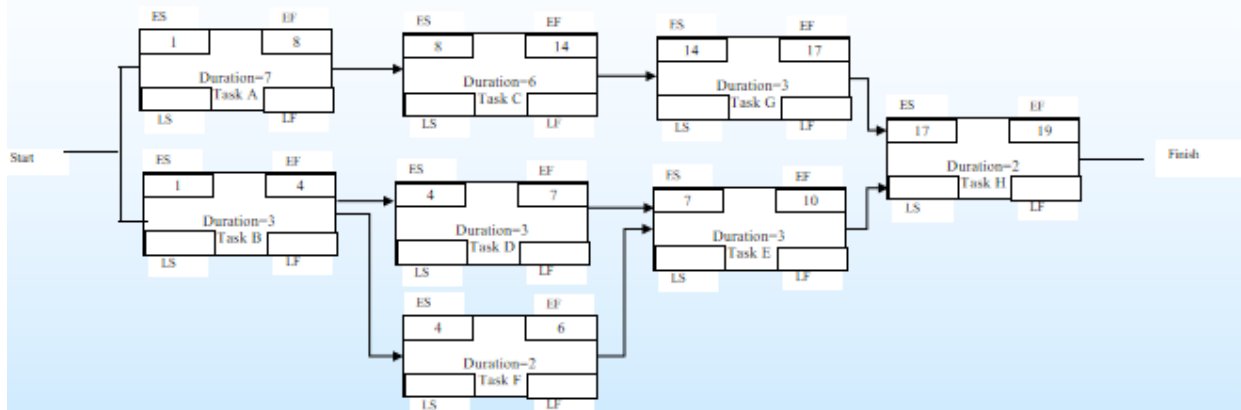 ES EF
1 8
Duration=7
Task A
LS LF
ES EF
8 14
Duration=6
Task C
LS LF
ES EF
14 17
Duration=3
Task G
LS LF
ES EF
17 19
Duration=2
Task H
LS LF
Start
Finish
ES EF
1 4
Duration=3
Task B
LS LF
ES EF
4 7
Duration=3
Task D
LS LF
ES EF
7 10
Duration=3
Task E
LS LF
ES EF
4 6
Duration=2
Task F
LS LF